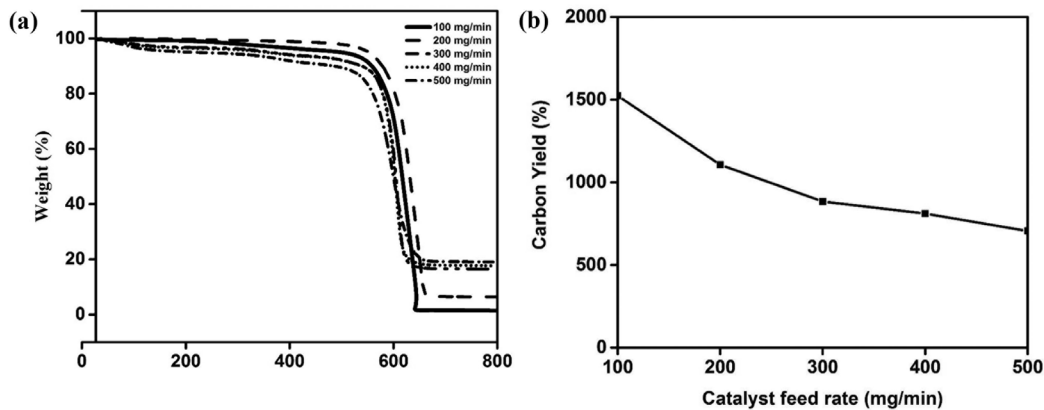 (a)
Weight (%)
100
80
60
40
20
0
0
200
400
600
800
100 mg/min
200 mg/min
300 mg/min
400 mg/min
500 mg/min
(b)
Carbon Yield (%)
2000
1500
1000
500
0
100
200
300
400
500
Catalyst feed rate (mg/min)